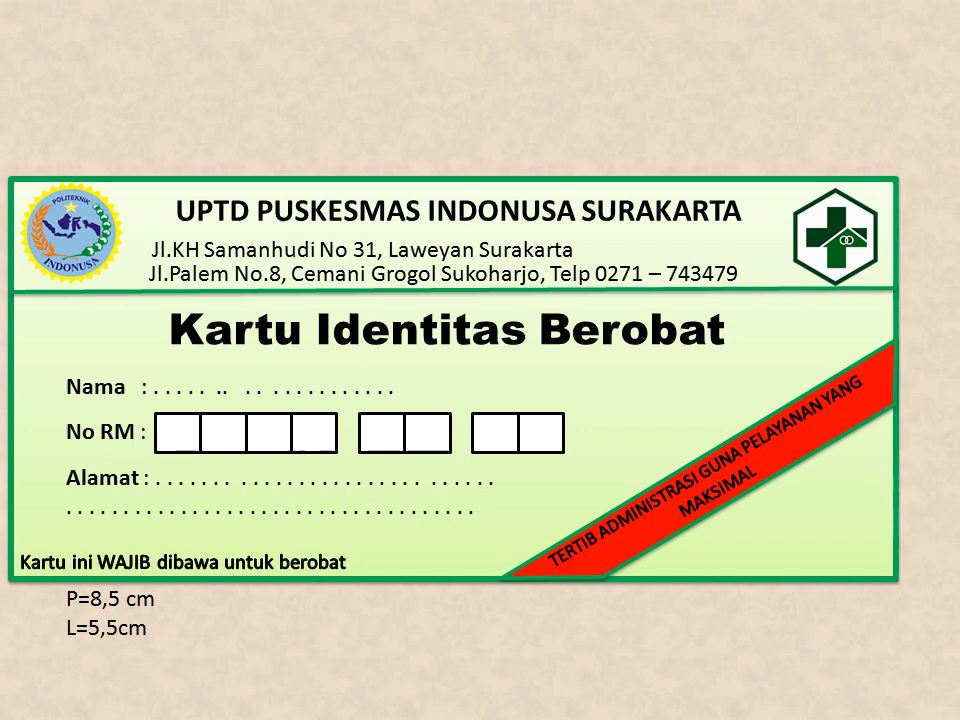 POLITEKNIK
INDONUSA
UPTD PUSKESMAS INDONUSA SURAKARTA
Jl.KH Samanhudi No 31, Laweyan Surakarta
Jl.Palem No.8, Cemani Grogol Sukoharjo, Telp 0271 – 743479
Kartu Identitas Berobat
Nama : . . . . . .. . . . . . . . . . . . . .
No RM :
Alamat : . . . . . . . . . . . . . . . . . . . . . . . . . . . . .
. . . . . . . . . . . . . . . . . . . . . . . . . . . . . . . . . . . .
TERTIB ADMINISTRASI GUNA PELAYANAN YANG
MAKSIMAL
Kartu ini WAJIB dibawa untuk berobat
P=8,5 cm
L=5,5cm